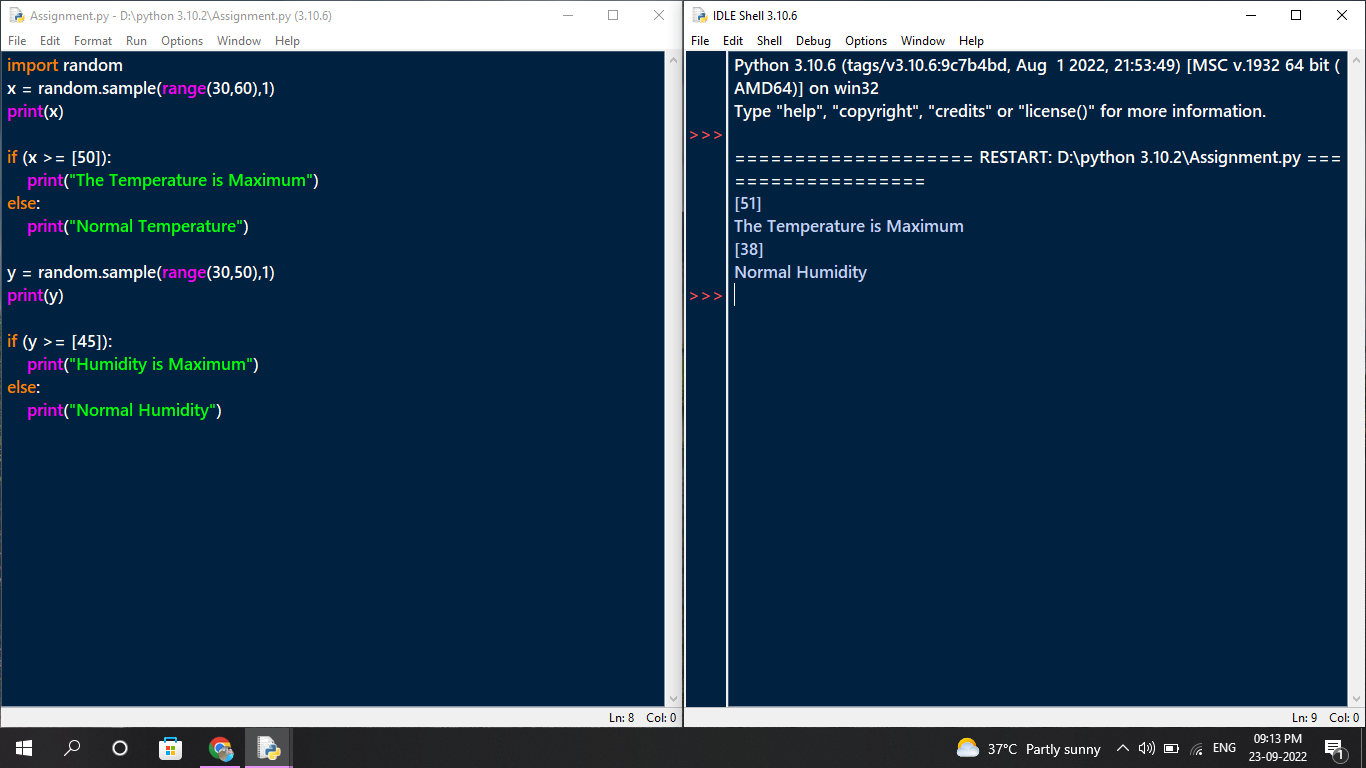 Assignment.py - D:\python 3.10.2\Assignment.py (3.10.6)
File Edit Format Run Options Window Help
import random
x = random.sample(range(30,60),1)
print(x)
if (x >= [50]):
    print("The Temperature is Maximum")
else:
    print("Normal Temperature")
y = random.sample(range(30,50),1)
print(y)
if (y >= [45]):
    print("Humidity is Maximum")
else:
    print("Normal Humidity")
Ln: 8 Col: 0
IDLE Shell 3.10.6
File Edit Shell Debug Options Window Help
Python 3.10.6 (tags/v3.10.6:9c7b4bd, Aug  1 2022, 21:53:49) [MSC v.1932 64 bit (
AMD64)] on win32
Type "help", "copyright", "credits" or "license()" for more information.
>>>
==================== RESTART: D:\python 3.10.2\Assignment.py ===
================
[51]
The Temperature is Maximum
[38]
Normal Humidity
>>>
Ln: 9 Col: 0
37°C Partly sunny
ENG
09:13 PM
23-09-2022
1